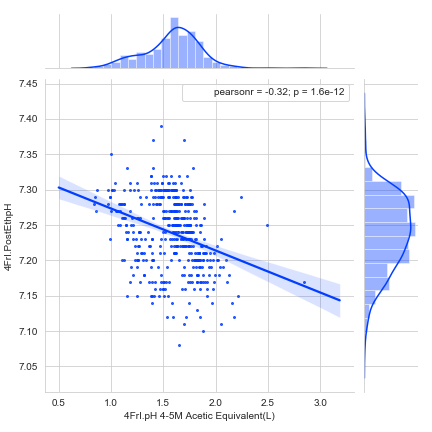 pearsonr = -0.32; p = 1.6e-12
7.45
7.40
7.35
7.30
7.25
7.20
7.15
7.10
7.05
4Frl.PostEthpH
0.5 1.0 1.5 2.0 2.5 3.0
4Frl.pH 4-5M Acetic Equivalent(L)